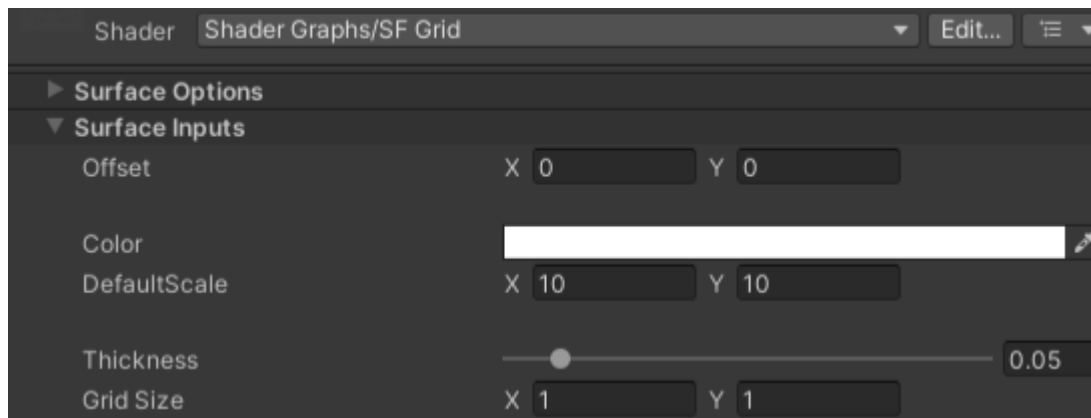 Shader Shader Graphs/SF Grid Edit...
Surface Options
Surface Inputs
Offset X 0 Y 0
Color
DefaultScale X 10 Y 10
Thickness 0.05
Grid Size X 1 Y 1